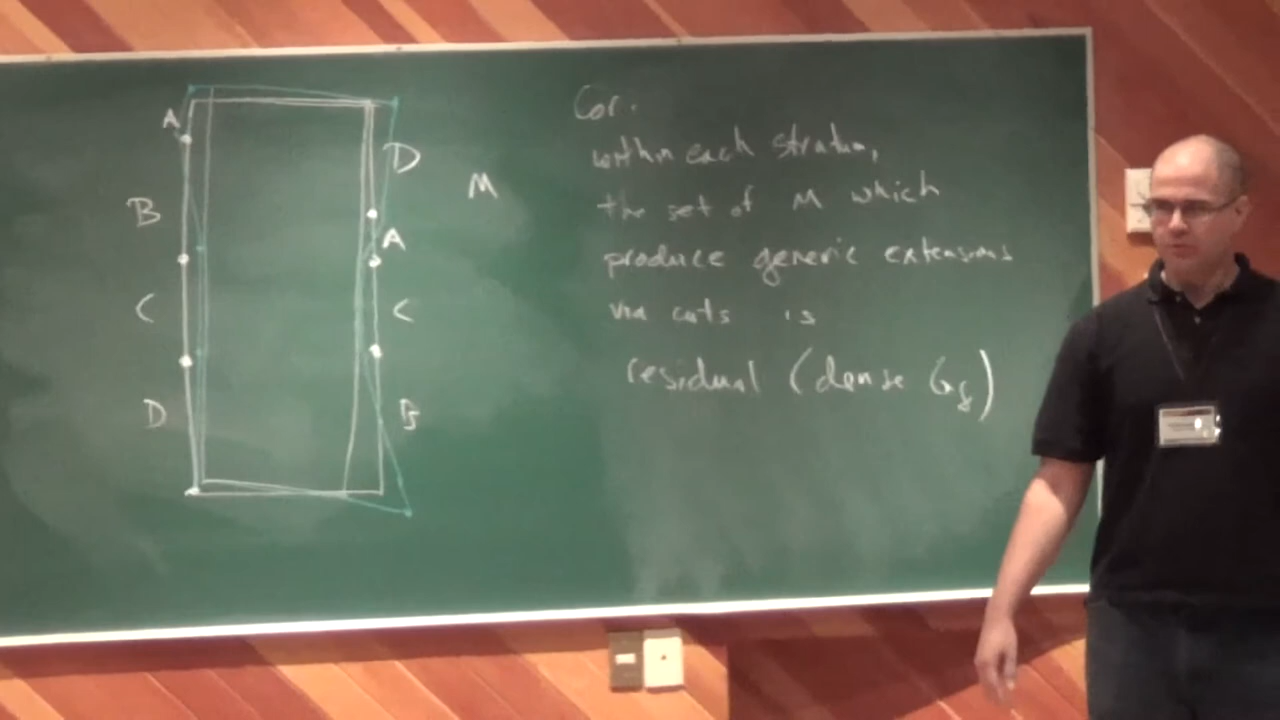 A
B
C
D
D
A
C
B
M
Cor.
within each stratum,
the set of M which
produce generic extensions
via cuts is
residual (dense Gδ)